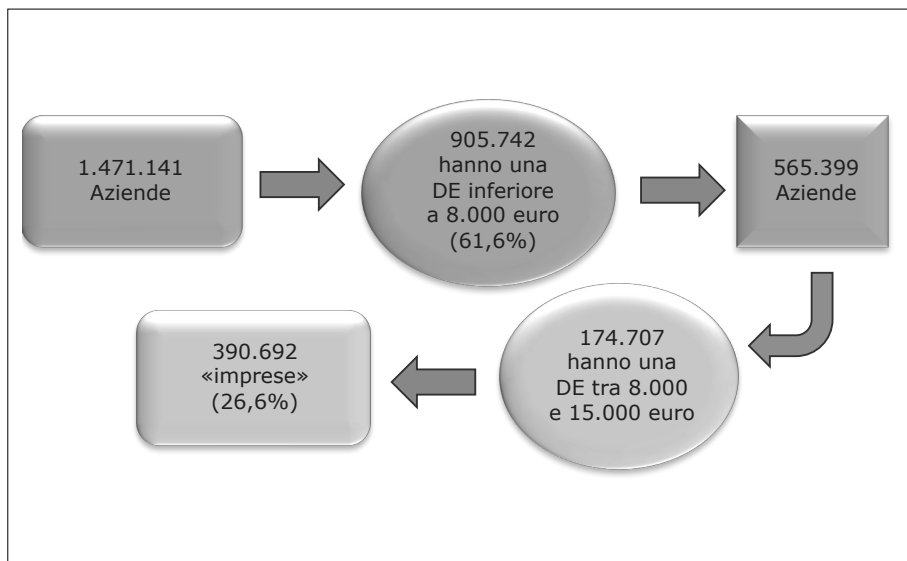 1.471.141
Aziende
905.742
hanno una
DE inferiore
a 8.000 euro
(61,6%)
565.399
Aziende
174.707
hanno una
DE tra 8.000
e 15.000 euro
390.692
«imprese»
(26,6%)